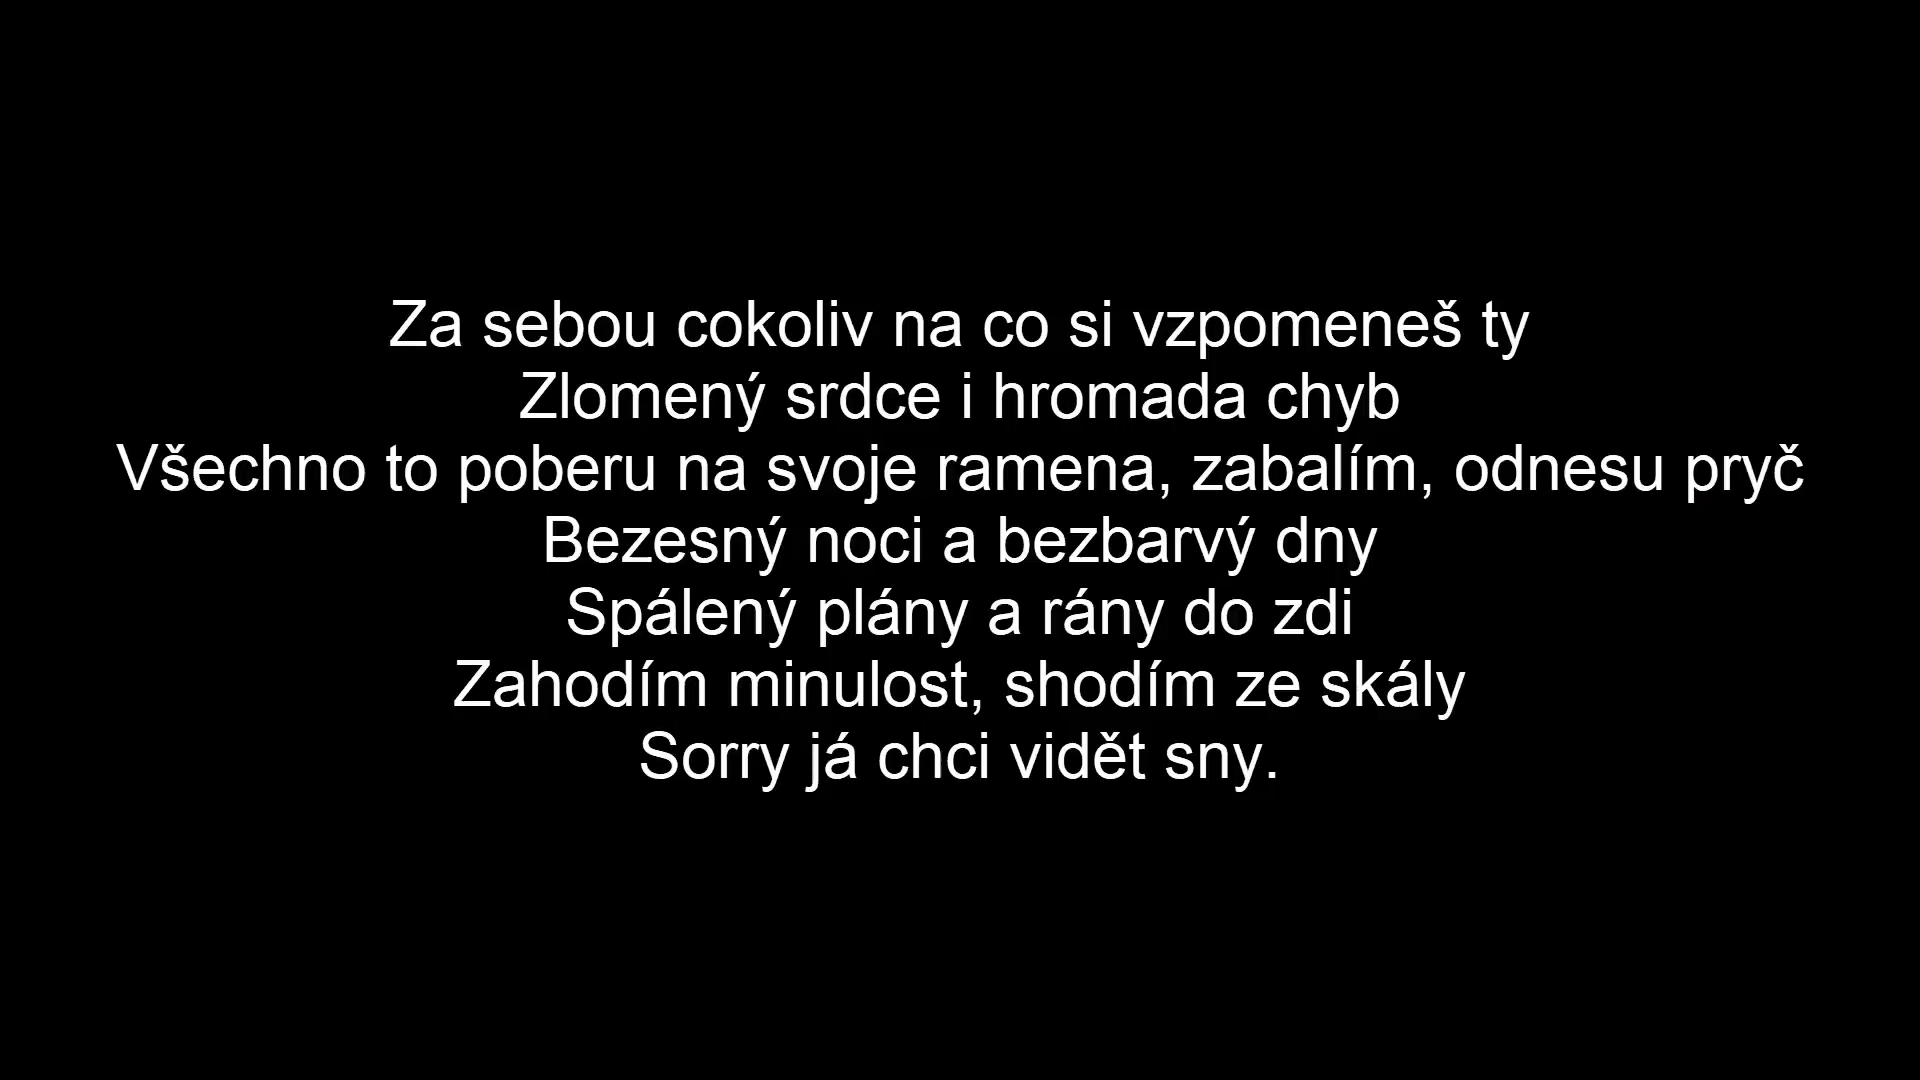 Za sebou cokoliv na co si vzpomeneš ty
Zlomený srdce i hromada chyb
Všechno to poberu na svoje ramena, zabalím, odnesu pryč
Bezesný noci a bezbarvý dny
Spálený plány a rány do zdi
Zahodím minulost, shodím ze skály
Sorry já chci vidět sny.